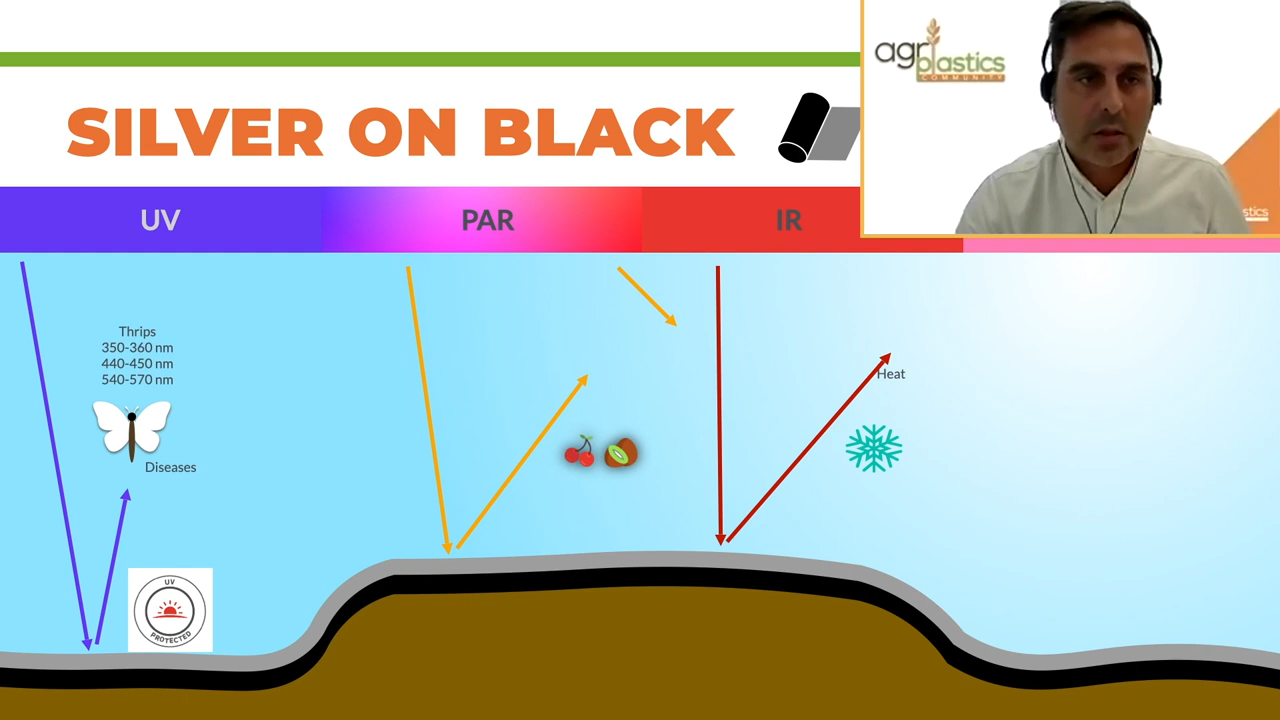 SILVER ON BLACK
agriplastics
COMMUNITY
stics
UV
PAR
IR
Thrips
350-360 nm
440-450 nm
540-570 nm
Diseases
Heat
UV
PROTECTED